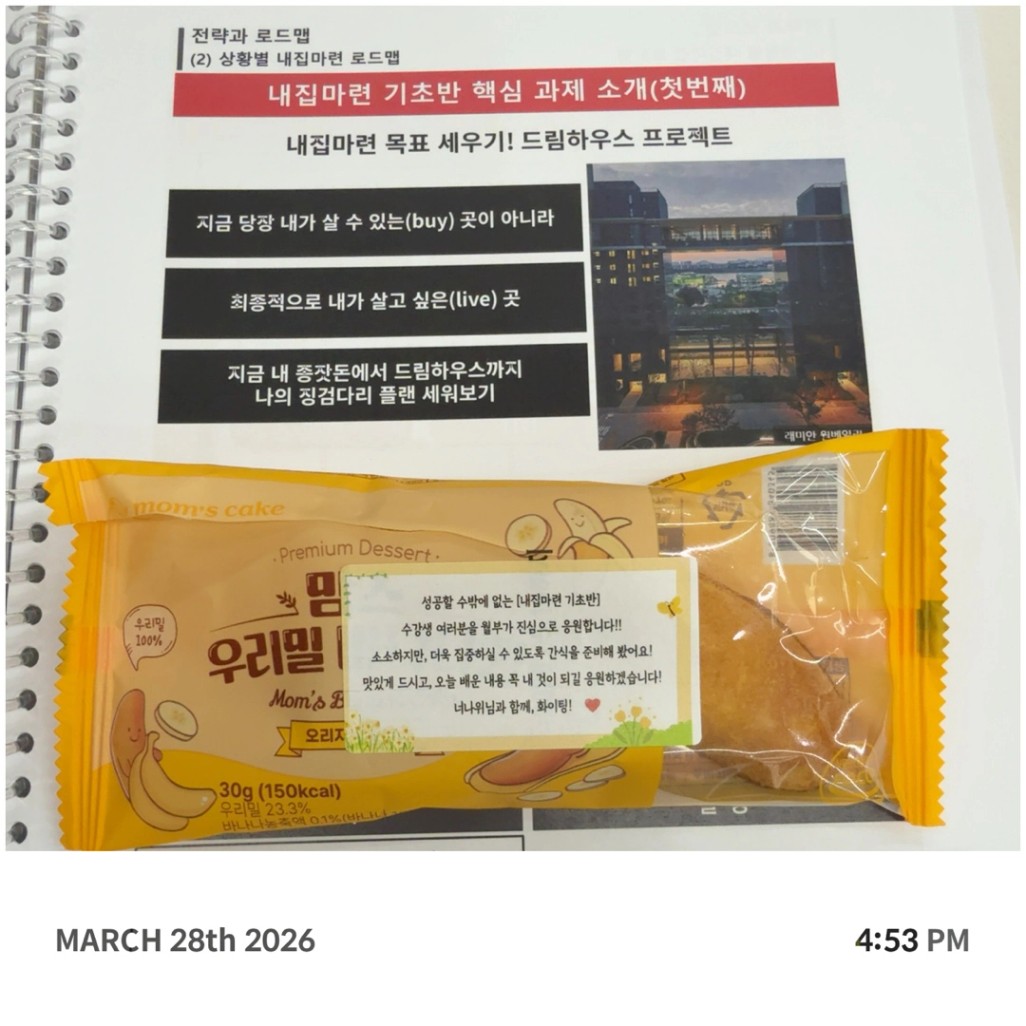 전략과 로드맵
(2) 상황별 내집마련 로드맵
내집마련 기초반 핵심 과제 소개(첫번째)
내집마련 목표 세우기! 드림하우스 프로젝트
지금 당장 내가 살 수 있는(buy) 곳이 아니라
최종적으로 내가 살고 싶은(live) 곳
지금 내 종잣돈에서 드림하우스까지
나의 징검다리 플랜 세워보기
래미안
mom's cake
Premium Dessert
우리밀
100%
우리밀
Mom's
성공할 수밖에 없는 [내집마련 기초반]
수강생 여러분을 월부가 진심으로 응원합니다!!
소소하지만, 더욱 집중하실 수 있도록 간식을 준비해 봤어요!
맛있게 드시고, 오늘 배운 내용 꼭 내 것이 되길 응원하겠습니다!
너나위님과 함께, 화이팅!
30g (150kcal)
우리밀 23.3%
바나나농축액 0.1%
MARCH 28th 2026
4:53 PM